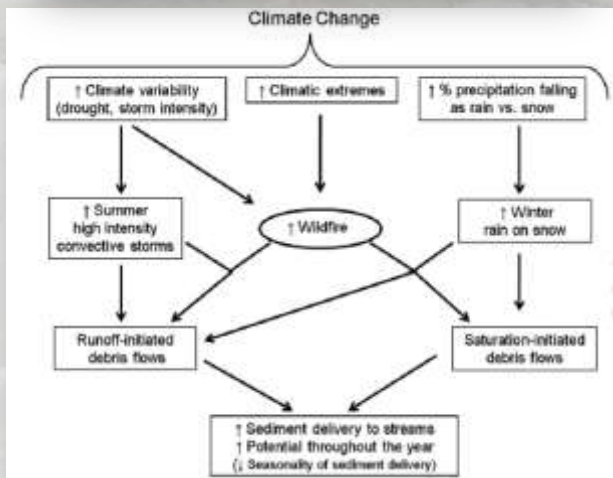 Climate Change
↑ Climate variability
(drought, storm intensity)
↑ Climatic extremes
↑ % precipitation falling
as rain vs. snow
↑ Summer
high intensity
convective storms
↑ Wildfire
↑ Winter
rain on snow
Runoff-initiated
debris flows
Saturation-initiated
debris flows
↑ Sediment delivery to streams
↑ Potential throughout the year
(↓ Seasonality of sediment delivery)